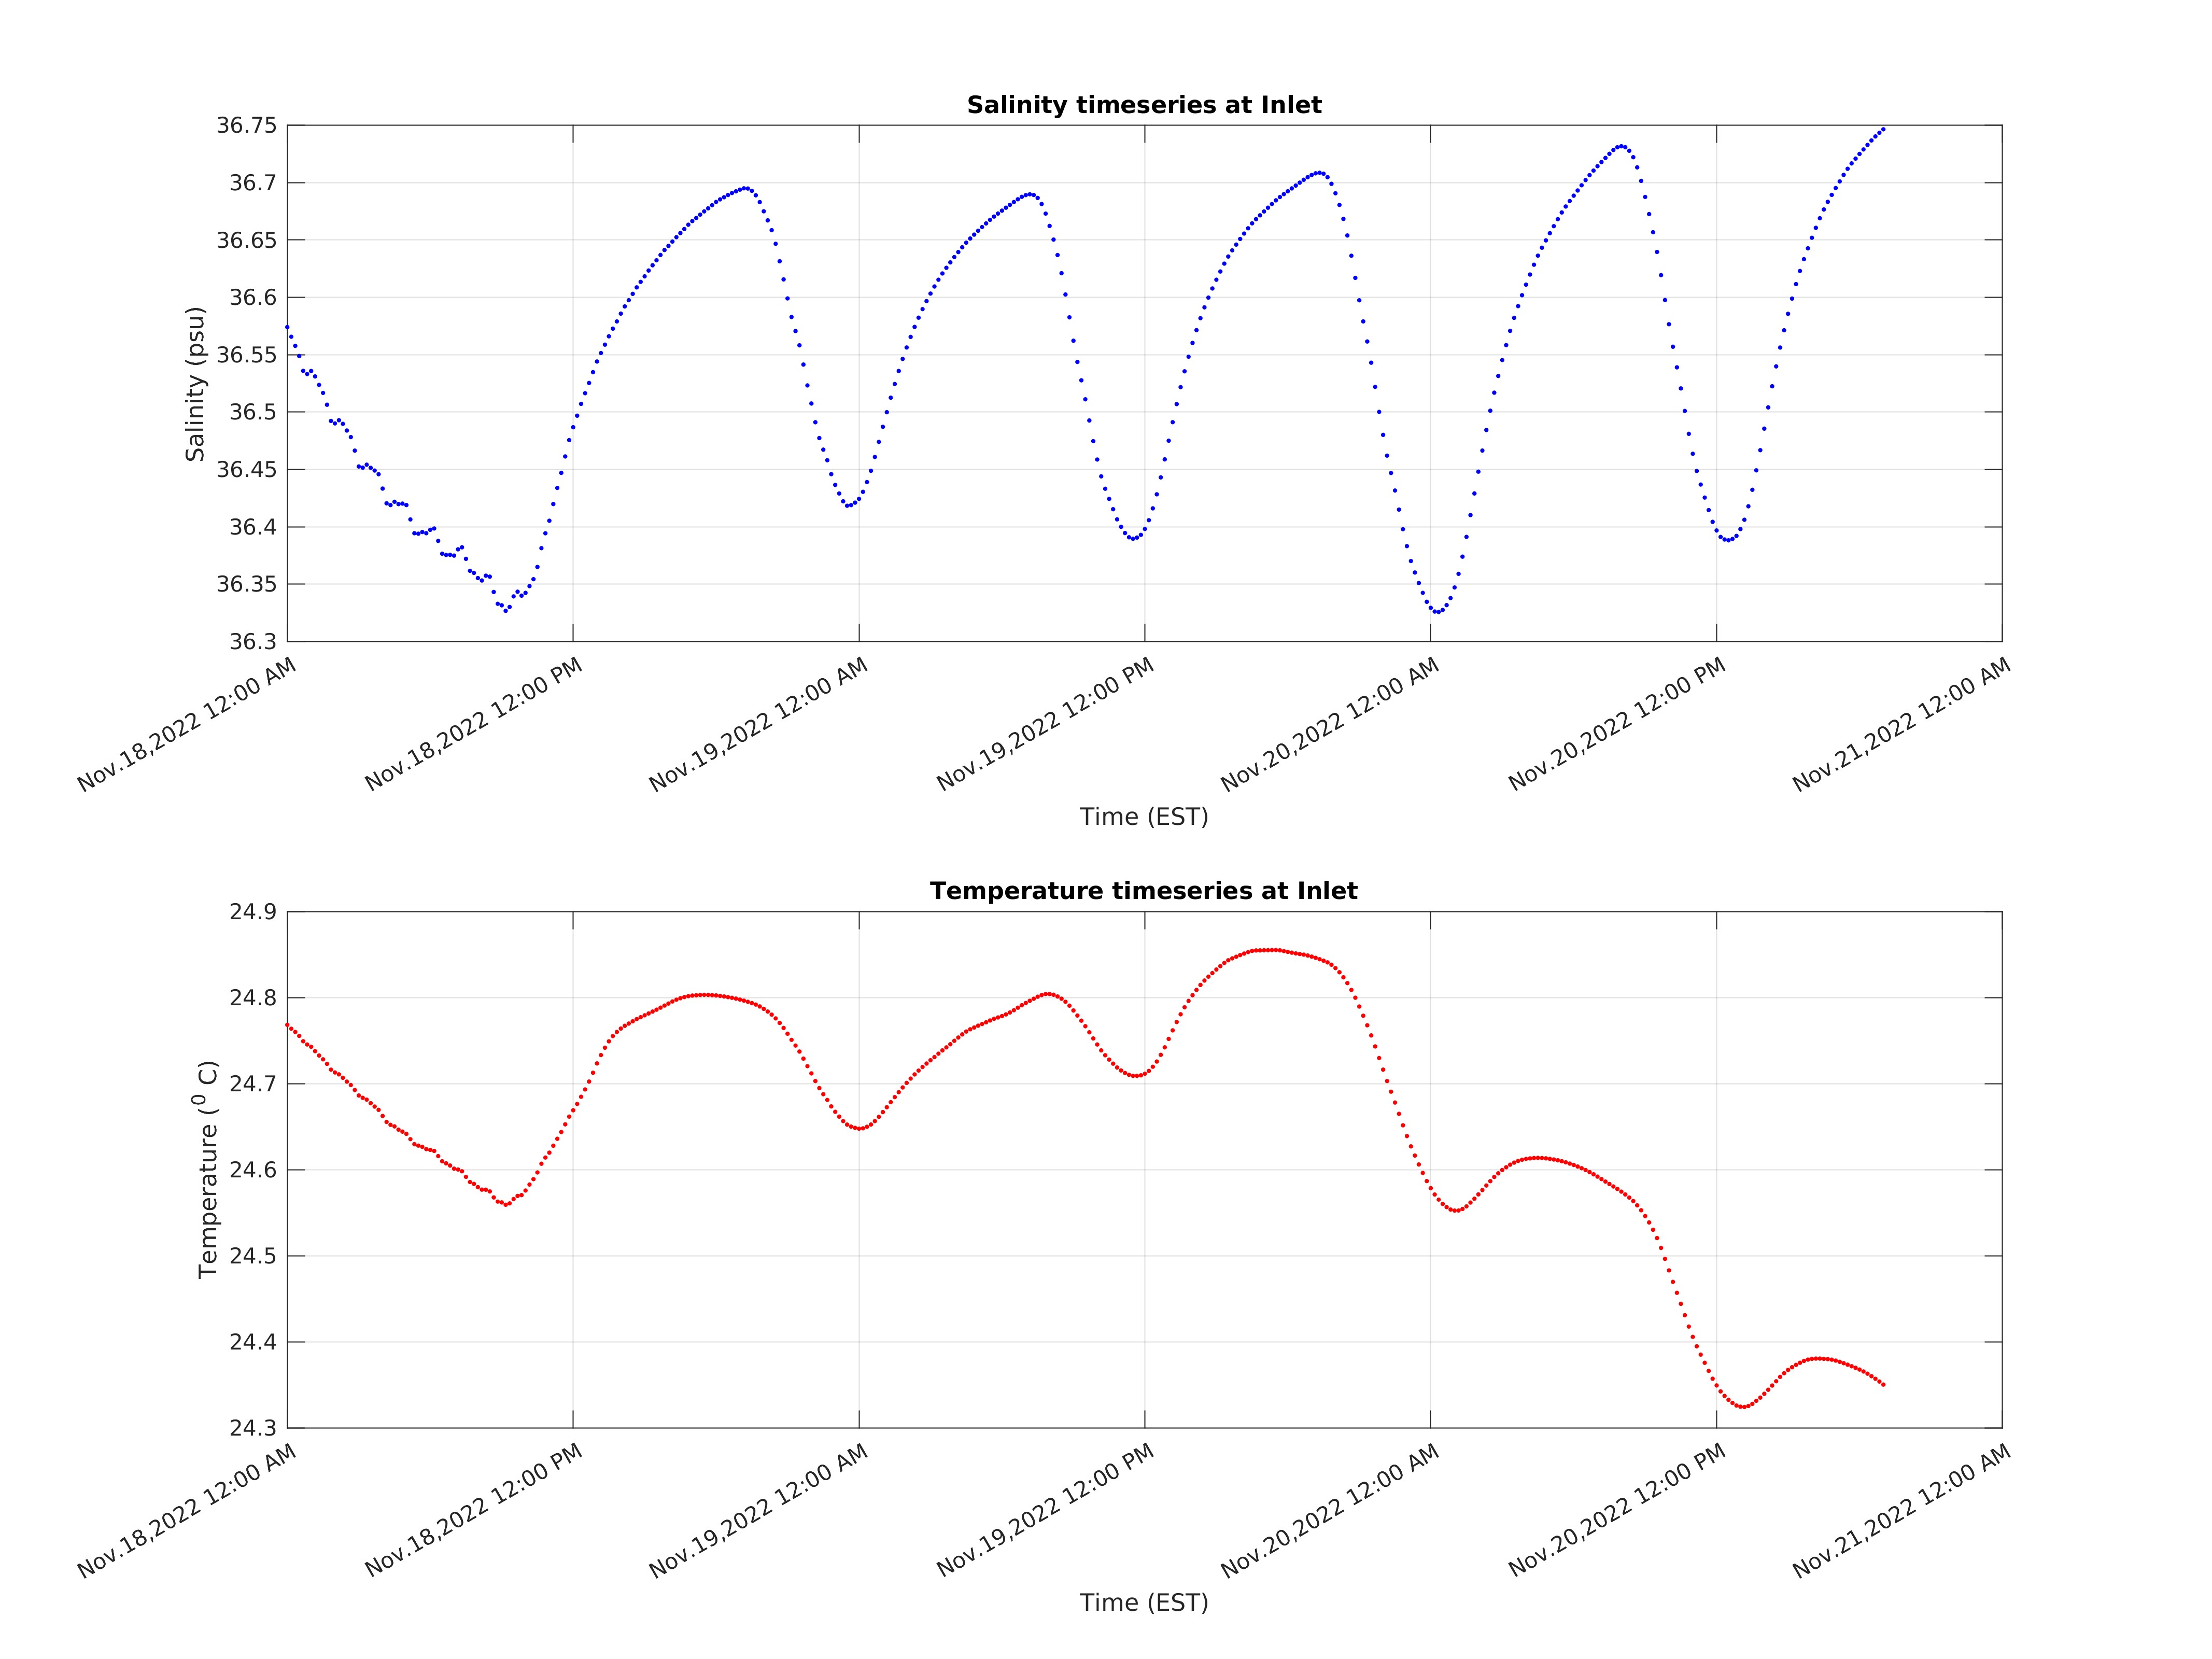 Salinity timeseries at Inlet
Salinity (psu)
36.75
36.7
36.65
36.6
36.55
36.5
36.45
36.4
36.35
36.3
Nov.18,2022 12:00 AM
Nov.18,2022 12:00 PM
Nov.19,2022 12:00 AM
Nov.19,2022 12:00 PM
Nov.20,2022 12:00 AM
Nov.20,2022 12:00 PM
Nov.21,2022 12:00 AM
Time (EST)
Temperature timeseries at Inlet
Temperature (⁰ C)
24.9
24.8
24.7
24.6
24.5
24.4
24.3
Nov.18,2022 12:00 AM
Nov.18,2022 12:00 PM
Nov.19,2022 12:00 AM
Nov.19,2022 12:00 PM
Nov.20,2022 12:00 AM
Nov.20,2022 12:00 PM
Nov.21,2022 12:00 AM
Time (EST)